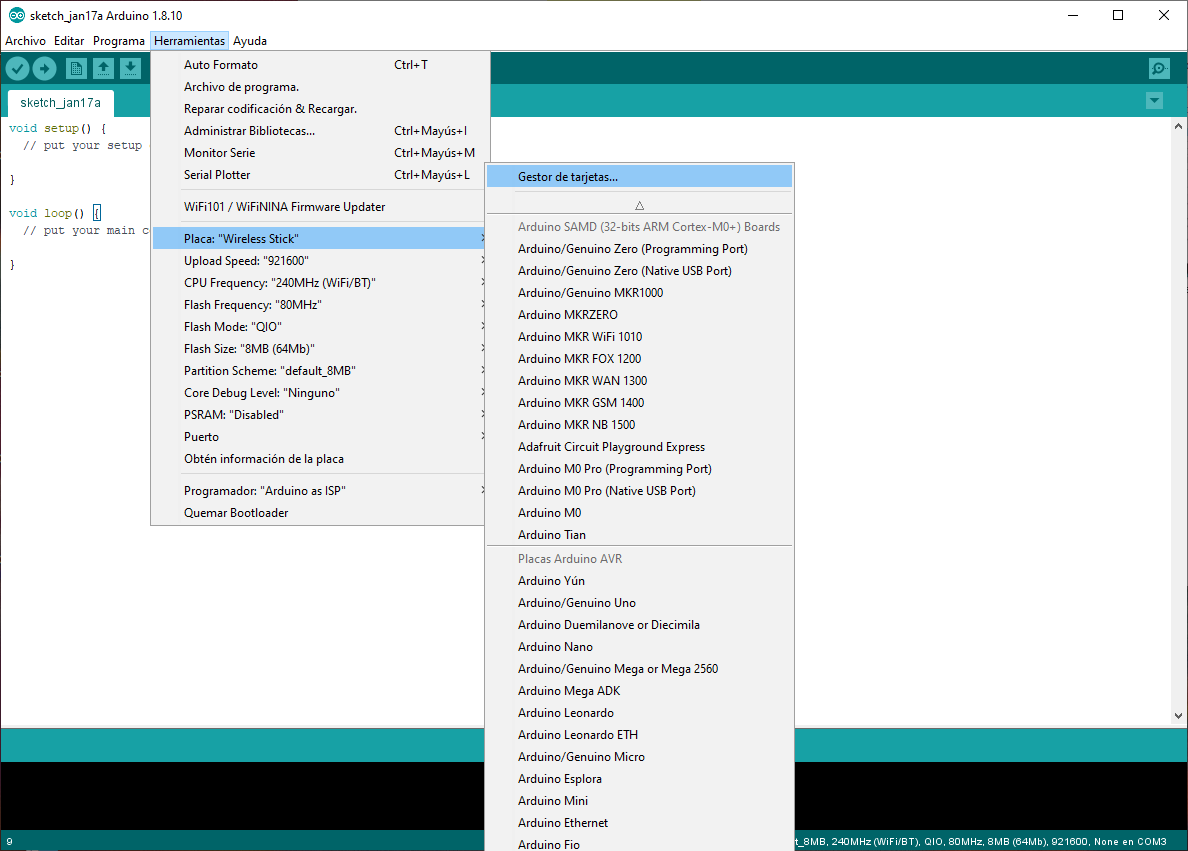 sketch_jan17a Arduino 1.8.10
Archivo Editar Programa Herramientas Ayuda
sketch_jan17a
void setup() {
// put your setup
}
void loop() {
// put your main c
}
Auto Formato Ctrl+T
Archivo de programa.
Reparar codificación & Recargar.
Administrar Bibliotecas... Ctrl+Mayús+I
Monitor Serie Ctrl+Mayús+M
Serial Plotter Ctrl+Mayús+L
WiFi101 / WiFiNINA Firmware Updater
Placa: "Wireless Stick"
Upload Speed: "921600"
CPU Frequency: "240MHz (WiFi/BT)"
Flash Frequency: "80MHz"
Flash Mode: "QIO"
Flash Size: "8MB (64Mb)"
Partition Scheme: "default_8MB"
Core Debug Level: "Ninguno"
PSRAM: "Disabled"
Puerto
Obtén información de la placa
Programador: "Arduino as ISP"
Quemar Bootloader
Gestor de tarjetas...
Arduino SAMD (32-bits ARM Cortex-M0+) Boards
Arduino/Genuino Zero (Programming Port)
Arduino/Genuino Zero (Native USB Port)
Arduino/Genuino MKR1000
Arduino MKRZERO
Arduino MKR WiFi 1010
Arduino MKR FOX 1200
Arduino MKR WAN 1300
Arduino MKR GSM 1400
Arduino MKR NB 1500
Adafruit Circuit Playground Express
Arduino M0 Pro (Programming Port)
Arduino M0 Pro (Native USB Port)
Arduino M0
Arduino Tian
Placas Arduino AVR
Arduino Yún
Arduino/Genuino Uno
Arduino Duemilanove or Diecimila
Arduino Nano
Arduino/Genuino Mega or Mega 2560
Arduino Mega ADK
Arduino Leonardo
Arduino Leonardo ETH
Arduino/Genuino Micro
Arduino Esplora
Arduino Mini
Arduino Ethernet
Arduino Fio
9 t_8MB, 240MHz (WiFi/BT), QIO, 80MHz, 8MB (64Mb), 921600, None en COM3